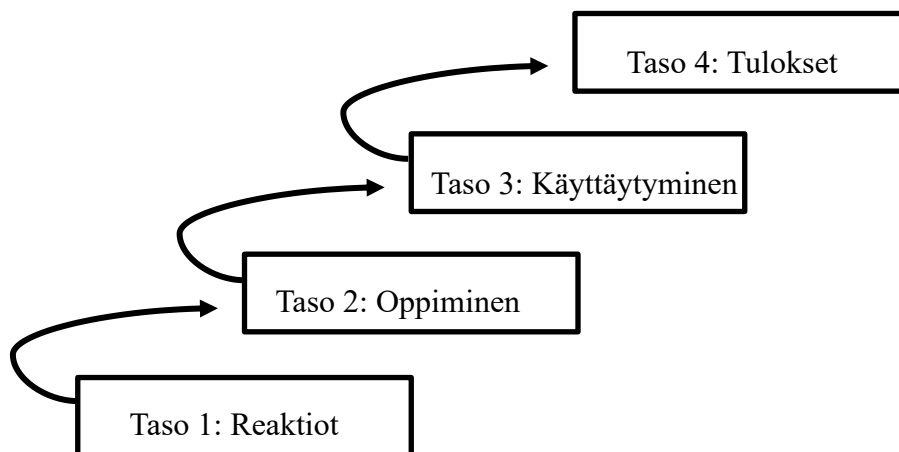 Taso 4: Tulokset
Taso 3: Käyttäytyminen
Taso 2: Oppiminen
Taso 1: Reaktiot